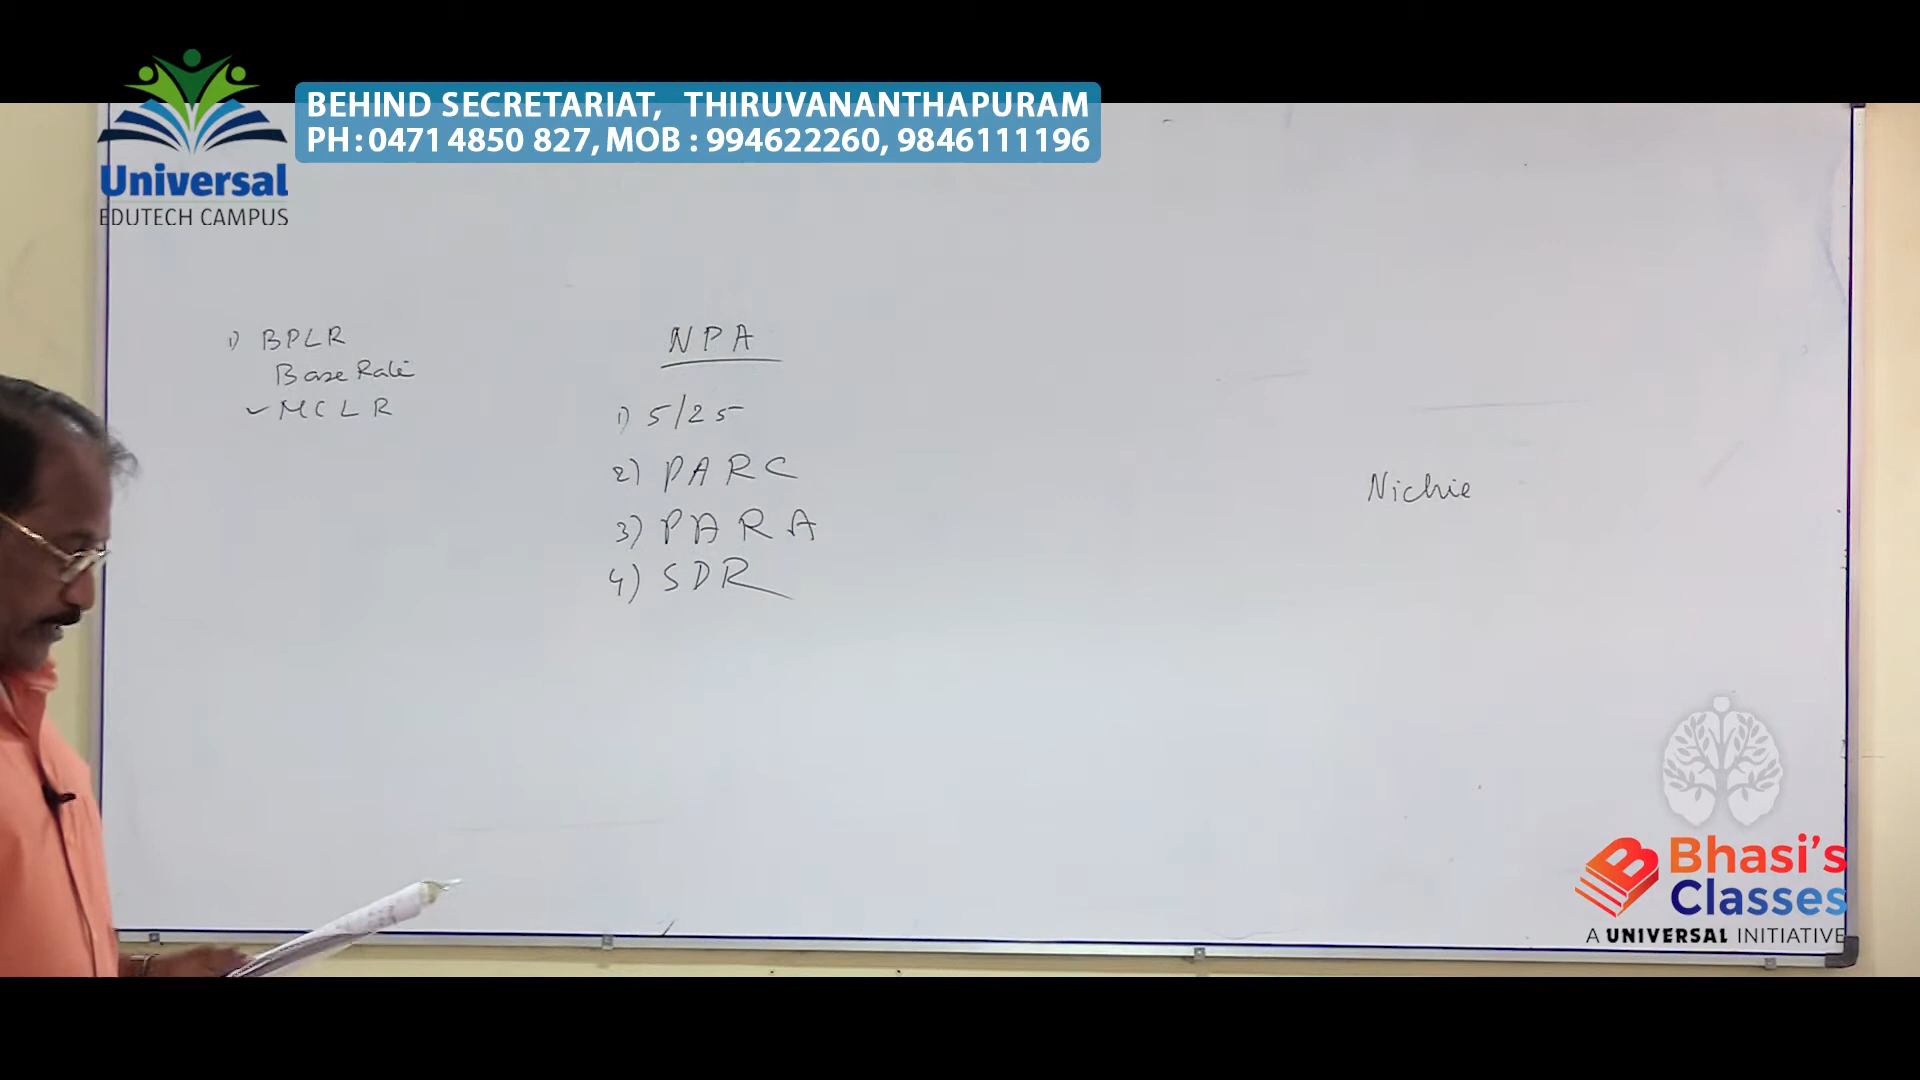 BEHIND SECRETARIAT, THIRUVANANTHAPURAM
PH : 0471 4850 827, MOB : 994622260, 9846111196
Universal
EDUTECH CAMPUS
1) BPLR
Base Rate
✓ MCLR
NPA
1) 5/25
2) PARC
3) PARA
4) SDR
Nichie
Bhasi's
Classes
A UNIVERSAL INITIATIVE